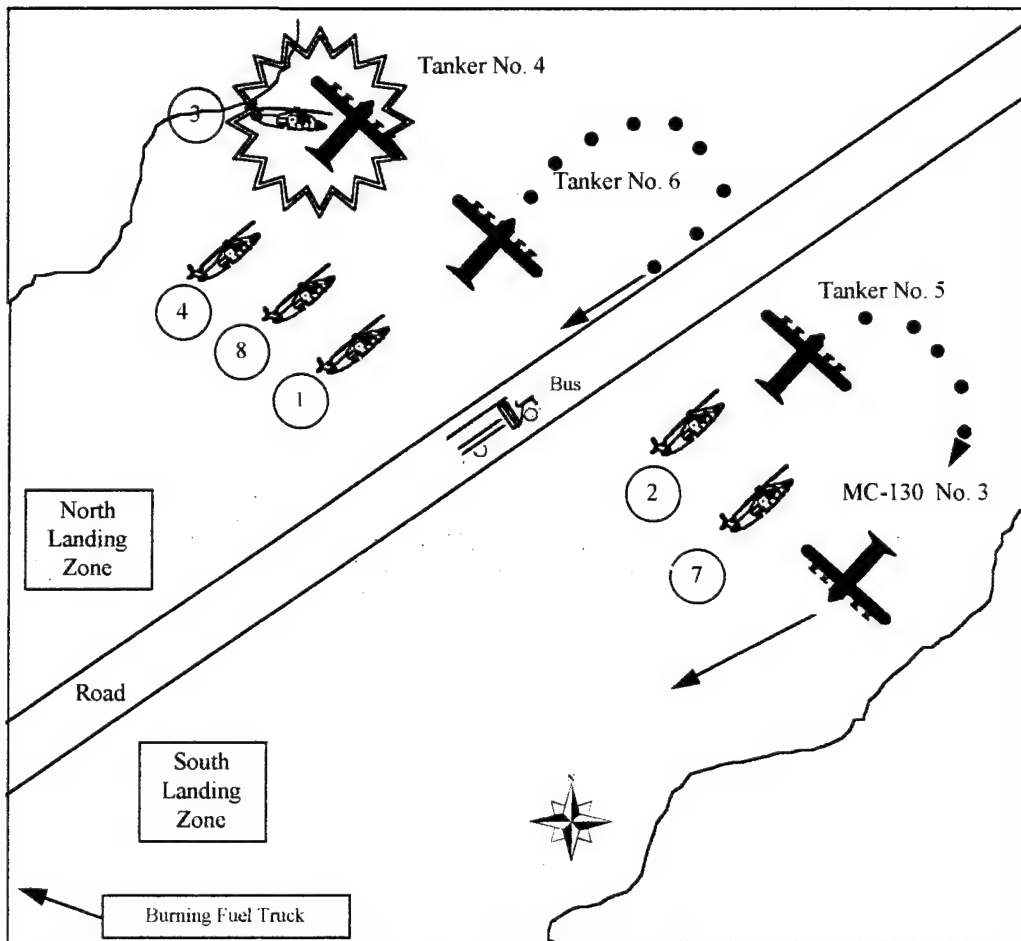 Tanker No. 4
3
Tanker No. 6
4
8
1
Tanker No. 5
Bus
2
MC-130 No. 3
7
North
Landing
Zone
Road
South
Landing
Zone
N
Burning Fuel Truck